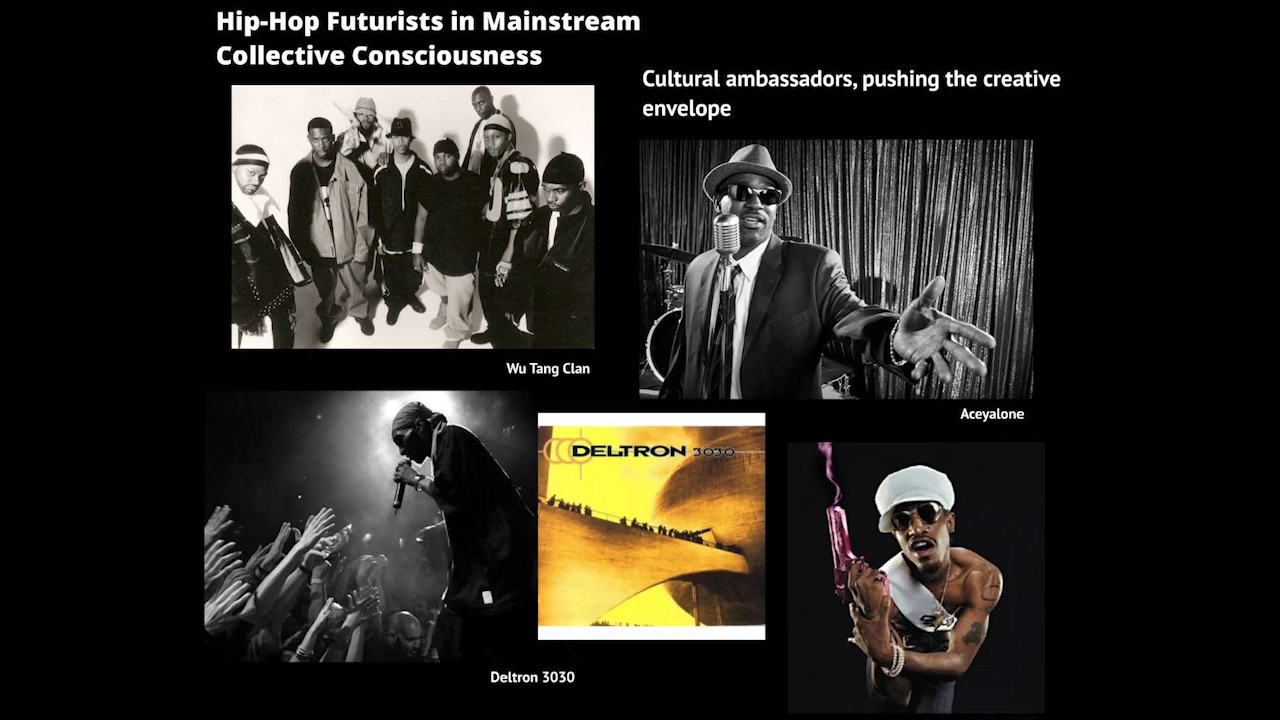 Hip-Hop Futurists in Mainstream
Collective Consciousness
Cultural ambassadors, pushing the creative
envelope
Wu Tang Clan
Aceyalone
DELTRON 3030
Deltron 3030